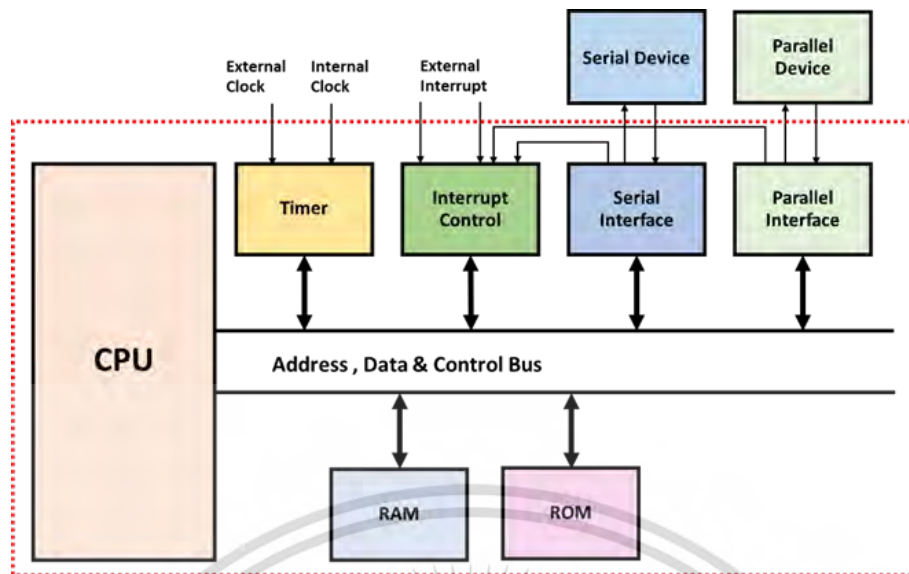 External
Clock
Internal
Clock
External
Interrupt
Serial Device
Parallel
Device
Timer
Interrupt
Control
Serial
Interface
Parallel
Interface
CPU
Address , Data & Control Bus
RAM
ROM